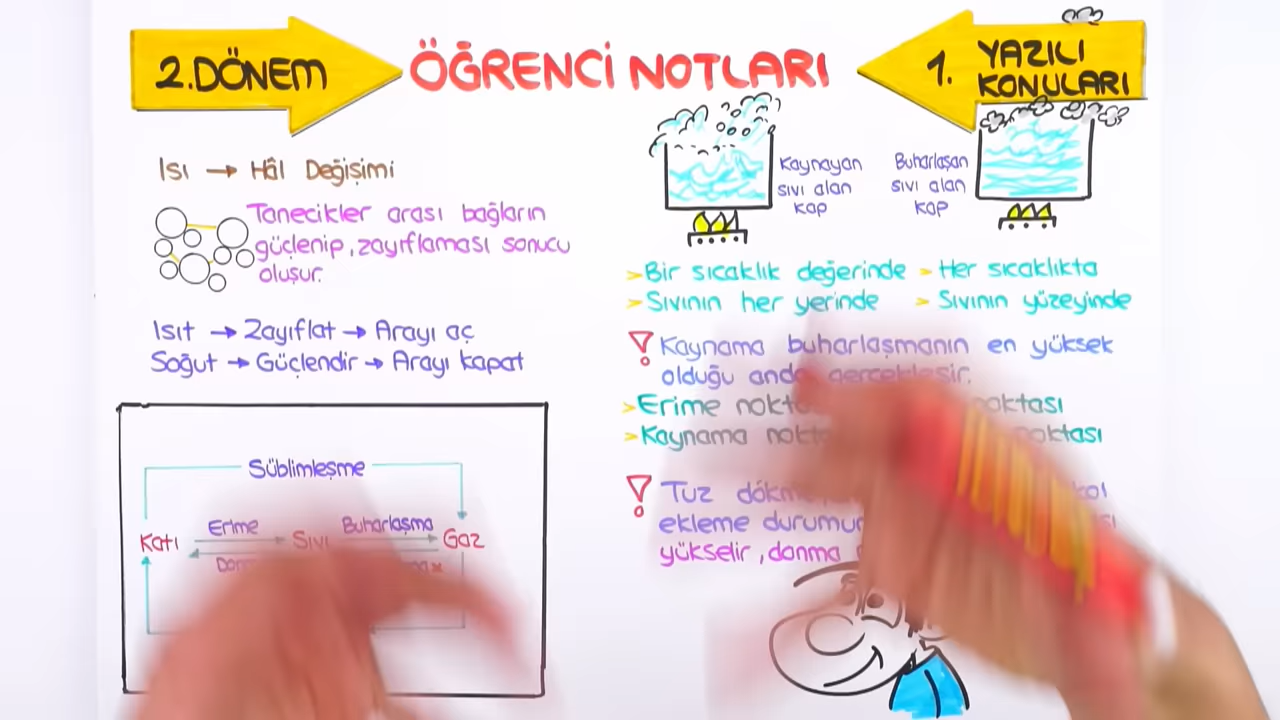 2.DÖNEM
ÖĞRENCİ NOTLARI
1. YAZILI
KONULARI
Isı → Hâl Değişimi
Tanecikler arası bağların
güçlenip, zayıflaması sonucu
oluşur.
Isıt → Zayıflat → Arayı aç
Soğut → Güçlendir → Arayı kapat
Süblimleşme
Erime
Buharlaşma
Katı
Sıvı
Gaz
Kaynayan
sıvı alan
kap
Buharlaşan
sıvı alan
kap
> Bir sıcaklık değerinde
> Her sıcaklıkta
> Sıvının her yerinde
> Sıvının yüzeyinde
! Kaynama buharlaşmanın en yüksek
olduğu anda gerçekleşir.
> Erime
> Kaynama
! Tuz
ekleme
yükselir, donma